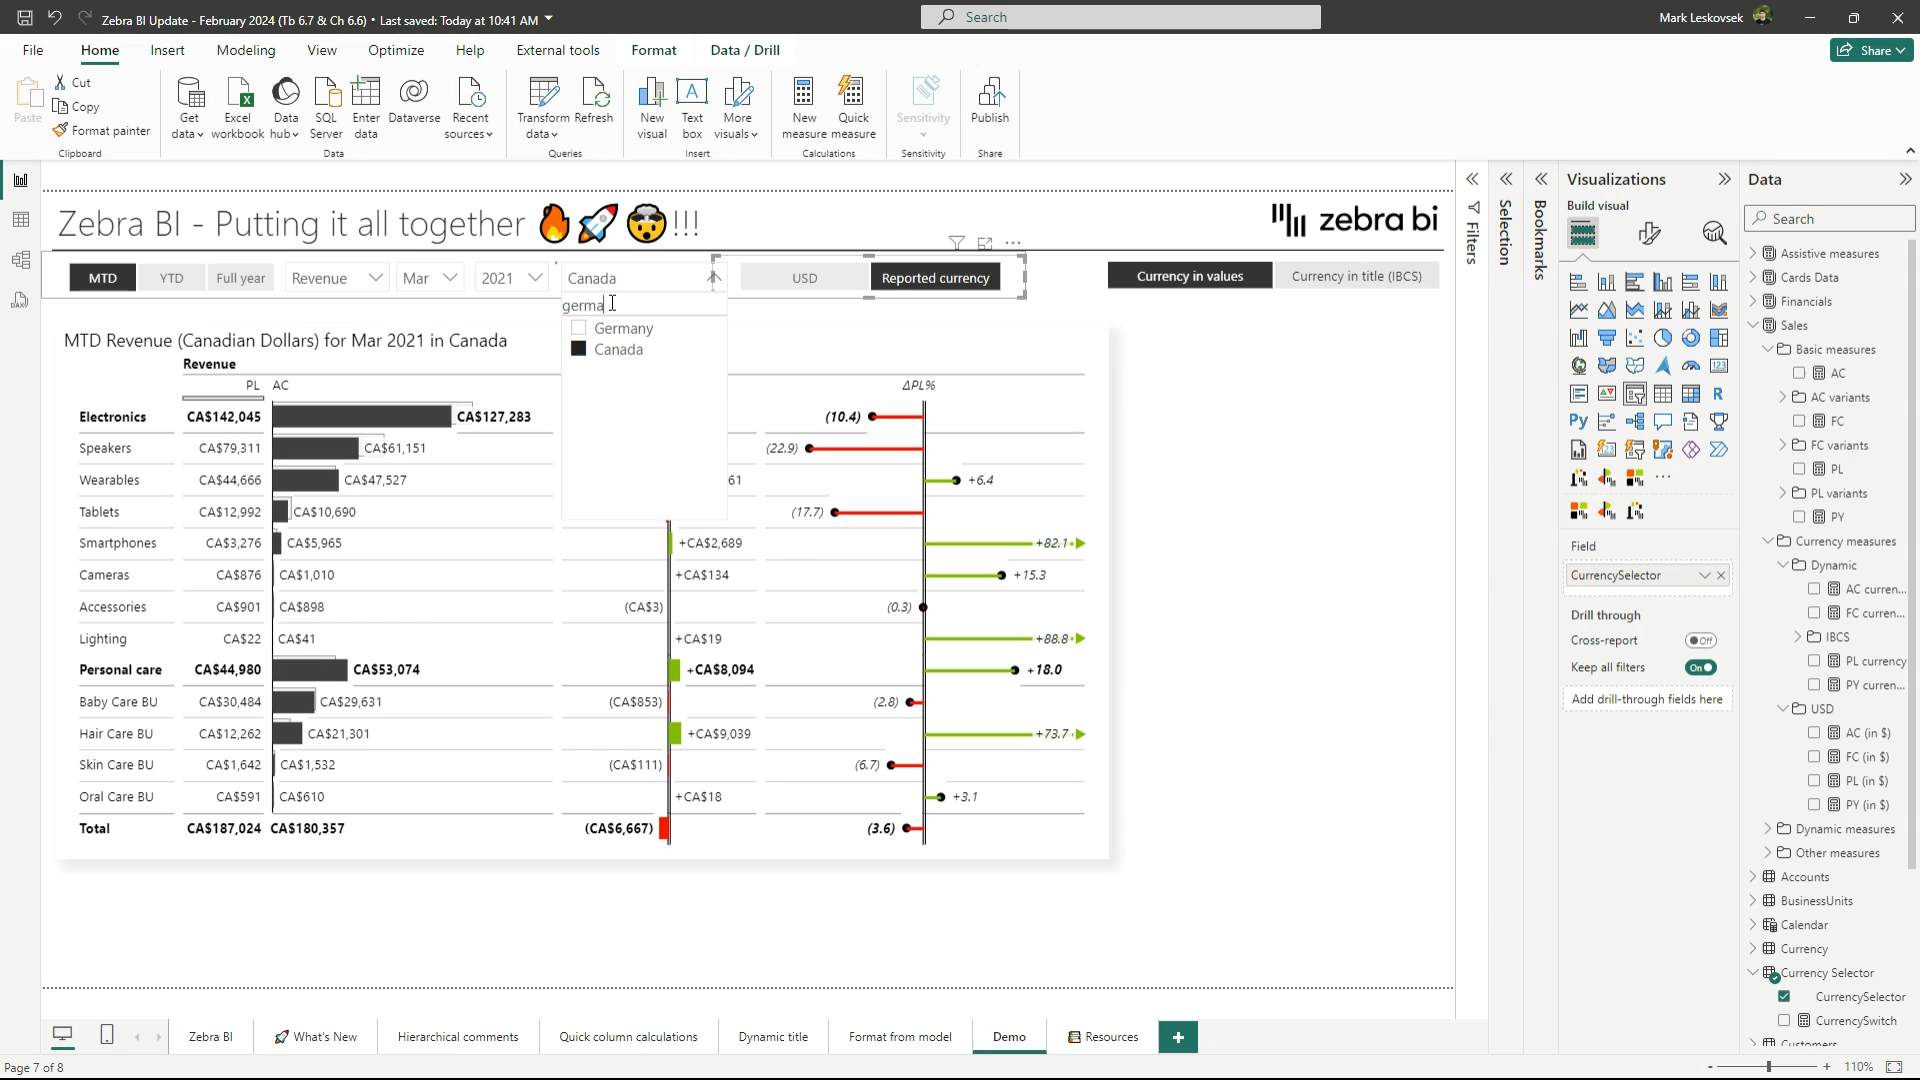 Zebra BI Update - February 2024 (Tb 6.7 & Ch 6.6) • Last saved: Today at 10:41 AM
Search
Mark Leskovsek
File Home Insert Modeling View Optimize Help External tools Format Data / Drill
Share
Paste
Cut
Copy
Format painter
Clipboard
Get data
Excel workbook
Data hub
SQL Server
Enter data
Dataverse
Recent sources
Data
Transform data
Refresh
Queries
New visual
Text box
More visuals
Insert
New measure
Quick measure
Calculations
Sensitivity
Sensitivity
Publish
Share
Zebra BI - Putting it all together 🔥🚀🤯!!!
zebra bi
MTD YTD Full year Revenue Mar 2021 Canada USD Reported currency Currency in values Currency in title (IBCS)
germa
Germany
Canada
MTD Revenue (Canadian Dollars) for Mar 2021 in Canada
Revenue
PL AC ΔPL%
Electronics CA$142,045 CA$127,283 (10.4)
Speakers CA$79,311 CA$61,151 (22.9)
Wearables CA$44,666 CA$47,527 61 +6.4
Tablets CA$12,992 CA$10,690 (17.7)
Smartphones CA$3,276 CA$5,965 +CA$2,689 +82.1
Cameras CA$876 CA$1,010 +CA$134 +15.3
Accessories CA$901 CA$898 (CA$3) (0.3)
Lighting CA$22 CA$41 +CA$19 +88.8
Personal care CA$44,980 CA$53,074 +CA$8,094 +18.0
Baby Care BU CA$30,484 CA$29,631 (CA$853) (2.8)
Hair Care BU CA$12,262 CA$21,301 +CA$9,039 +73.7
Skin Care BU CA$1,642 CA$1,532 (CA$111) (6.7)
Oral Care BU CA$591 CA$610 +CA$18 +3.1
Total CA$187,024 CA$180,357 (CA$6,667) (3.6)
Filters
Selection
Bookmarks
Visualizations
Build visual
123
R
Py
Field
CurrencySelector
Drill through
Cross-report Off
Keep all filters On
Add drill-through fields here
Data
Search
Assistive measures
Cards Data
Financials
Sales
Basic measures
AC
AC variants
FC
FC variants
PL
PL variants
PY
Currency measures
Dynamic
AC curren...
FC curren...
IBCS
PL currency
PY curren...
USD
AC (in $)
FC (in $)
PL (in $)
PY (in $)
Dynamic measures
Other measures
Accounts
BusinessUnits
Calendar
Currency
Currency Selector
CurrencySelector
CurrencySwitch
Customers
Zebra BI 🚀 What's New Hierarchical comments Quick column calculations Dynamic title Format from model Demo Resources +
Page 7 of 8
- + 110%